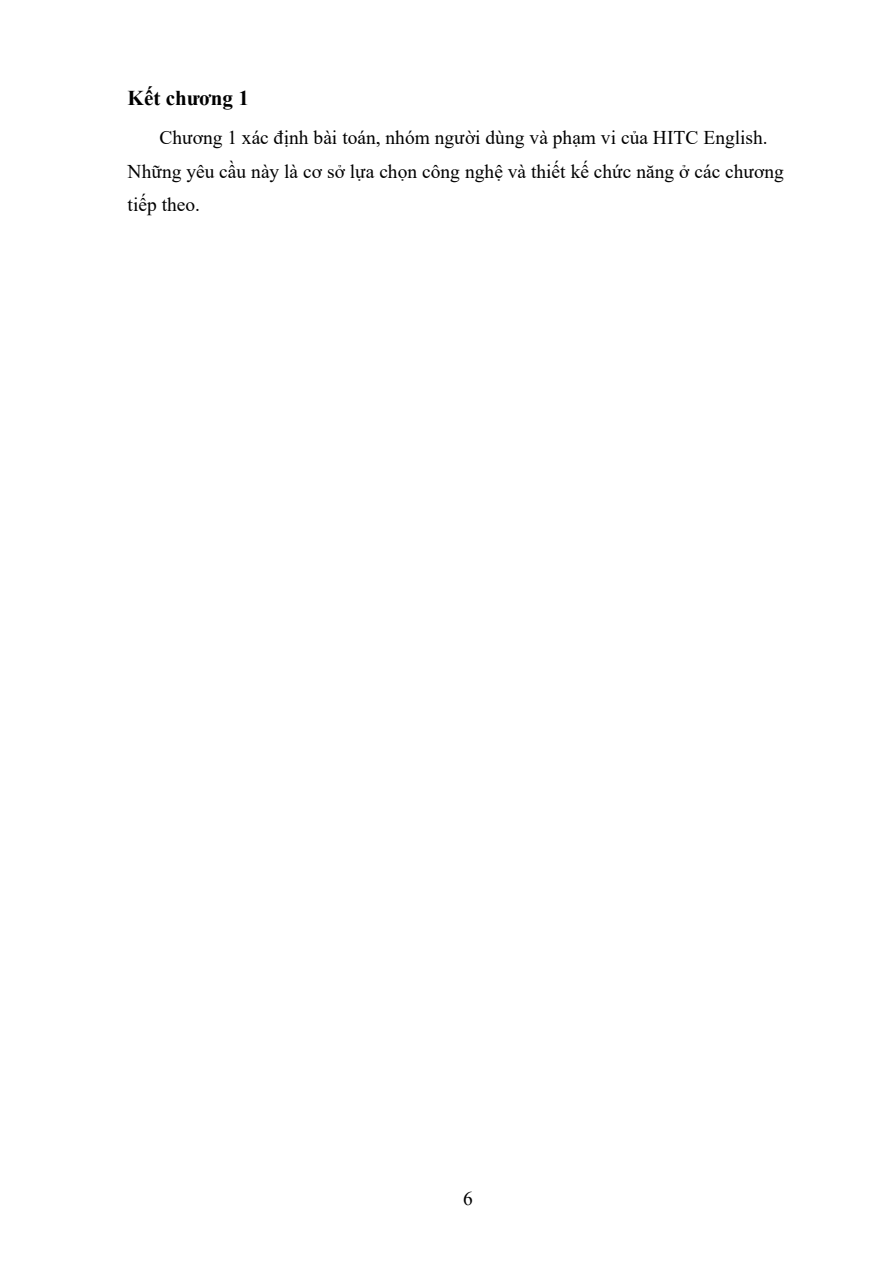 Kết chương 1
Chương 1 xác định bài toán, nhóm người dùng và phạm vi của HITC English.
Những yêu cầu này là cơ sở lựa chọn công nghệ và thiết kế chức năng ở các chương
tiếp theo.
6